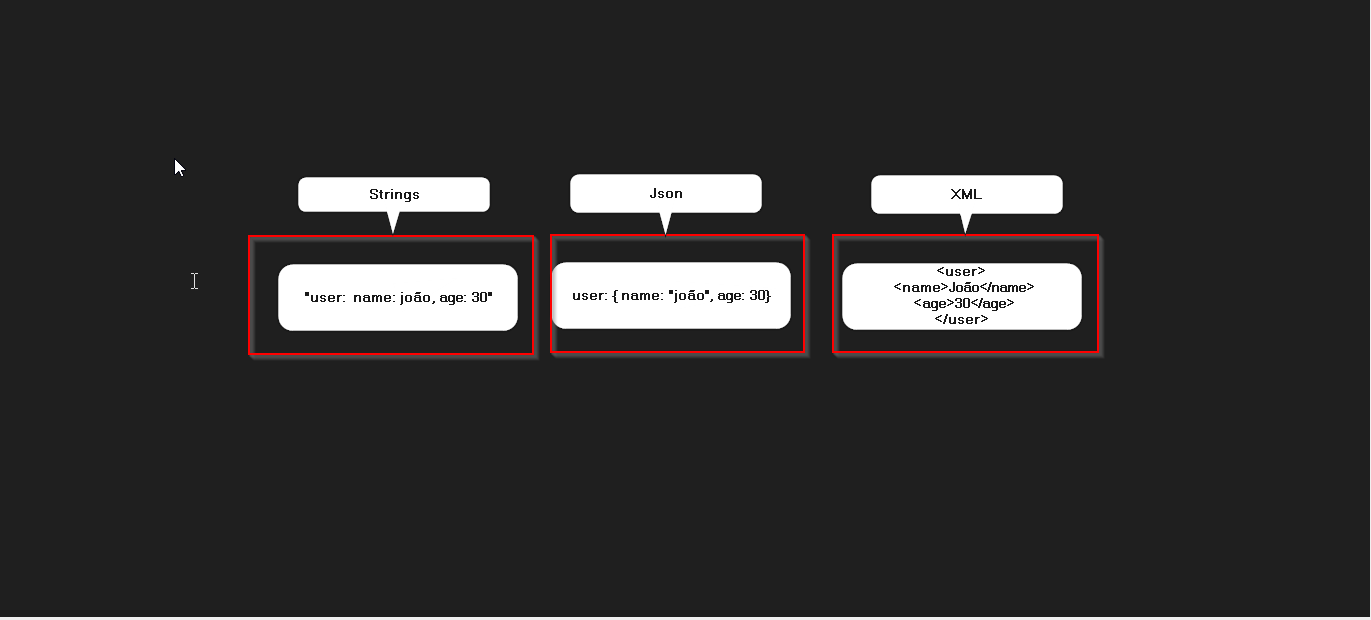 Strings
Json
XML
"user:  name: joão, age: 30"
user: { name: "joão", age: 30}
<user>
<name>João</name>
<age>30</age>
</user>